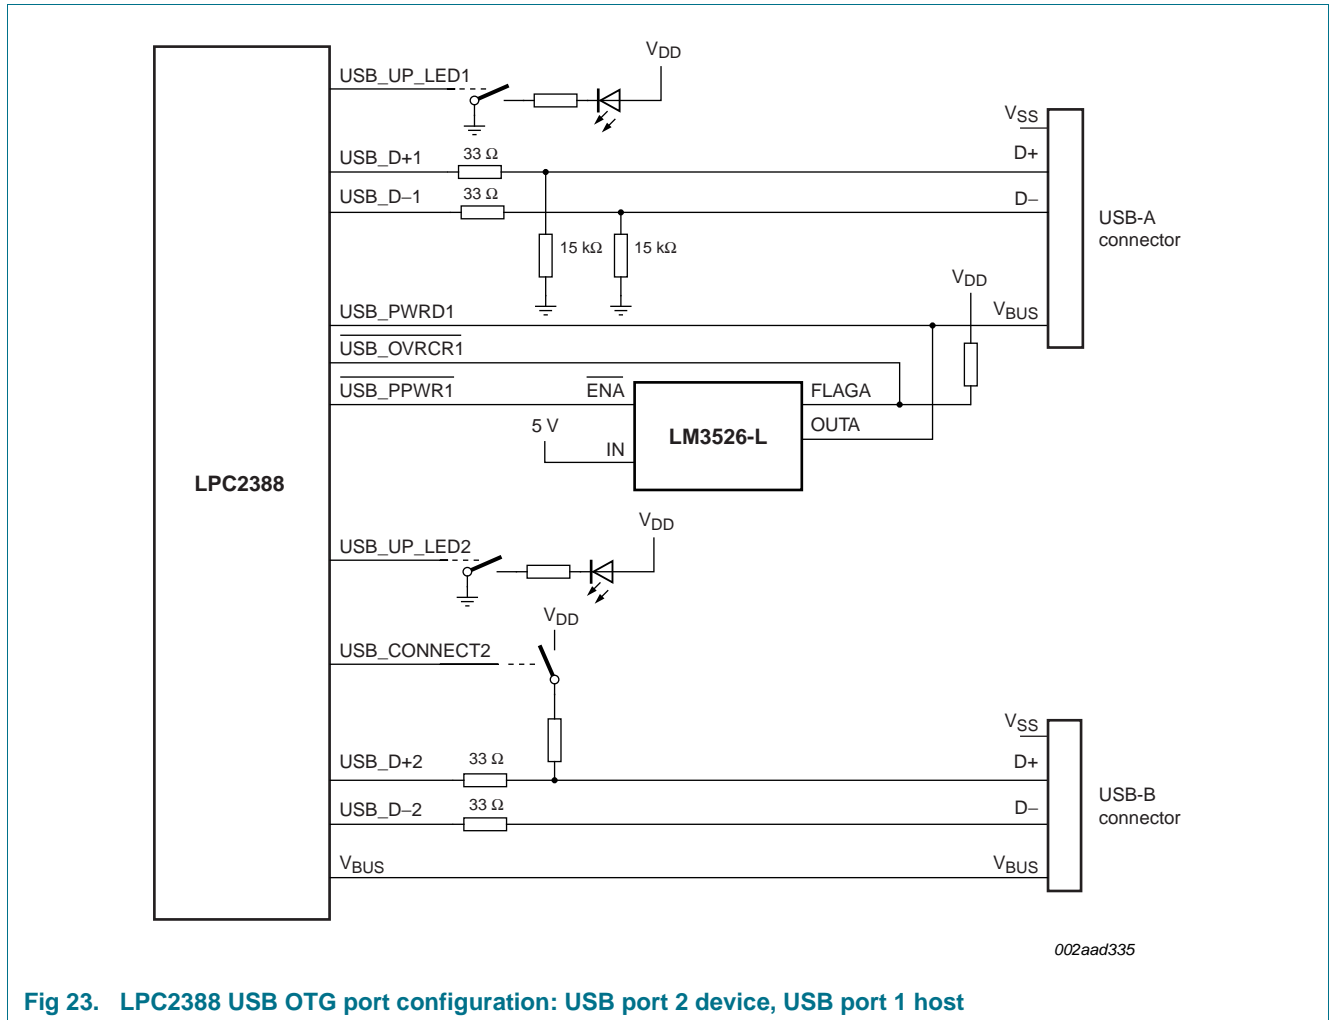 VDD
USB_UP_LED1
VSS
USB_D+1
33 Ω
D+
USB_D−1
33 Ω
D−
USB-A
connector
15 kΩ
15 kΩ
VDD
USB_PWRD1
VBUS
USB_OVRCR1
USB_PPWR1
ENA
FLAGA
5 V
OUTA
LM3526-L
IN
LPC2388
VDD
USB_UP_LED2
VDD
USB_CONNECT2
VSS
USB_D+2
33 Ω
D+
USB-B
connector
USB_D−2
33 Ω
D−
VBUS
VBUS
002aad335
Fig 23. LPC2388 USB OTG port configuration: USB port 2 device, USB port 1 host